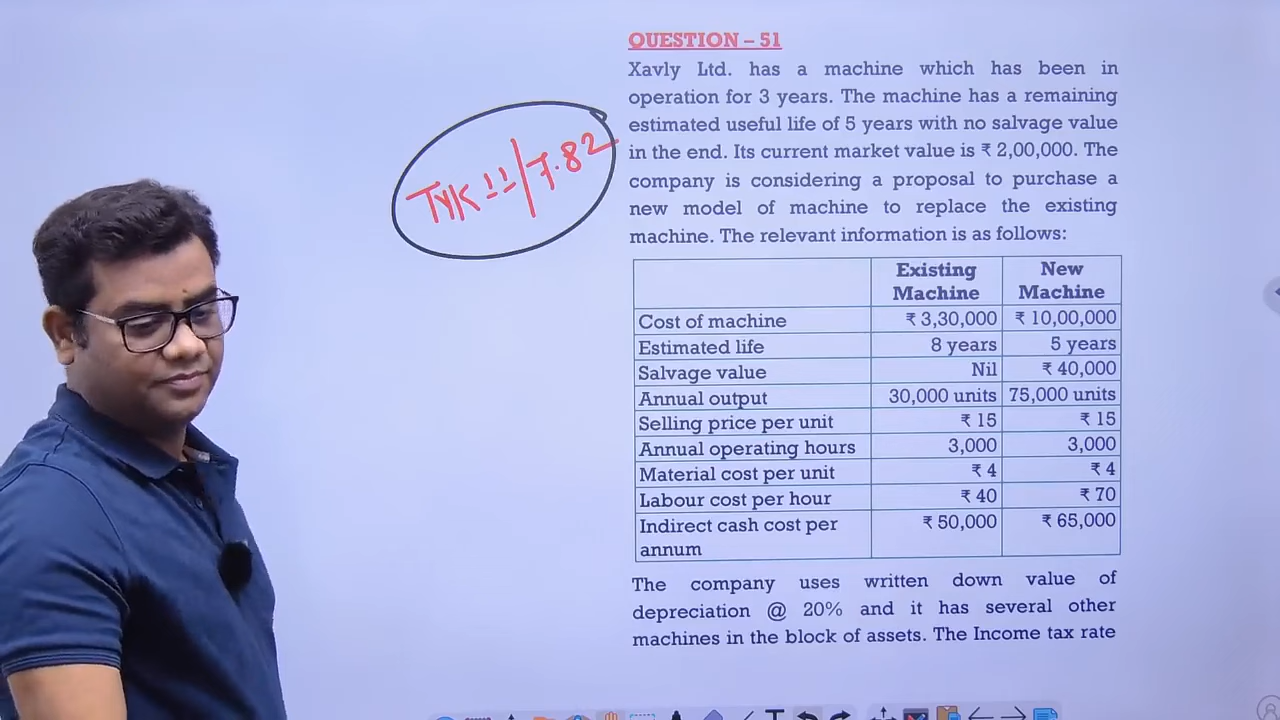 QUESTION – 51
Xavly Ltd. has a machine which has been in
operation for 3 years. The machine has a remaining
estimated useful life of 5 years with no salvage value
in the end. Its current market value is ₹ 2,00,000. The
company is considering a proposal to purchase a
new model of machine to replace the existing
machine. The relevant information is as follows:
Existing Machine New Machine
Cost of machine ₹ 3,30,000 ₹ 10,00,000
Estimated life 8 years 5 years
Salvage value Nil ₹ 40,000
Annual output 30,000 units 75,000 units
Selling price per unit ₹ 15 ₹ 15
Annual operating hours 3,000 3,000
Material cost per unit ₹ 4 ₹ 4
Labour cost per hour ₹ 40 ₹ 70
Indirect cash cost per annum ₹ 50,000 ₹ 65,000
The company uses written down value of
depreciation @ 20% and it has several other
machines in the block of assets. The Income tax rate
TYK 11/7.82